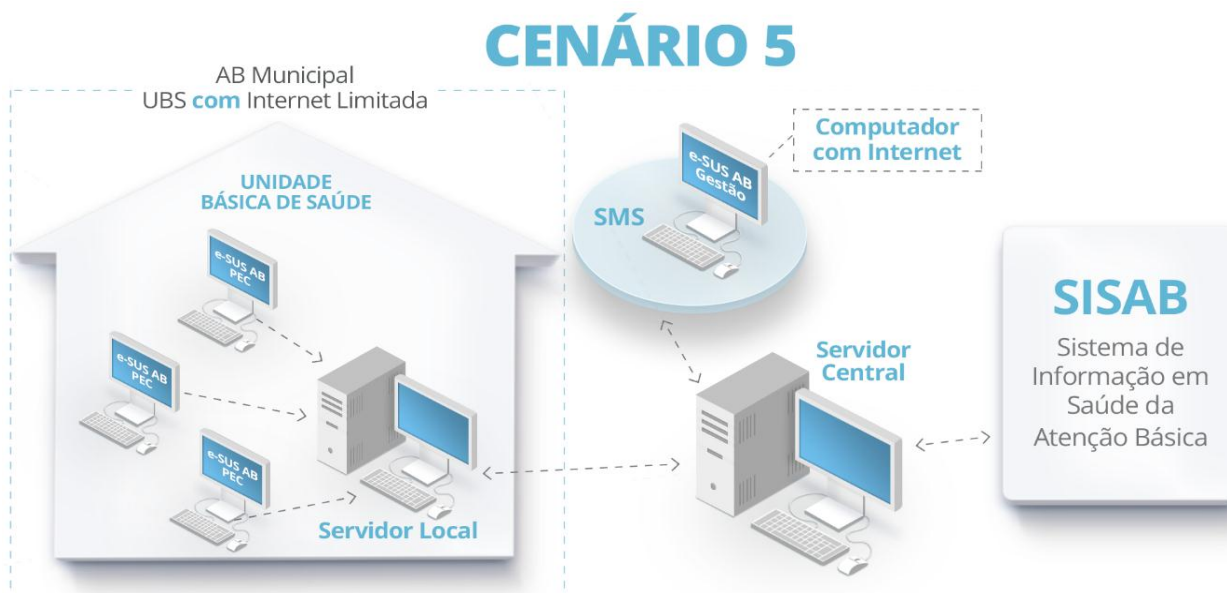 CENÁRIO 5
AB Municipal
UBS com Internet Limitada
UNIDADE
BÁSICA DE SAÚDE
e-SUS AB
PEC
e-SUS AB
PEC
e-SUS AB
PEC
Servidor Local
Computador
com Internet
e-SUS AB
Gestão
SMS
Servidor
Central
SISAB
Sistema de
Informação em
Saúde da
Atenção Básica